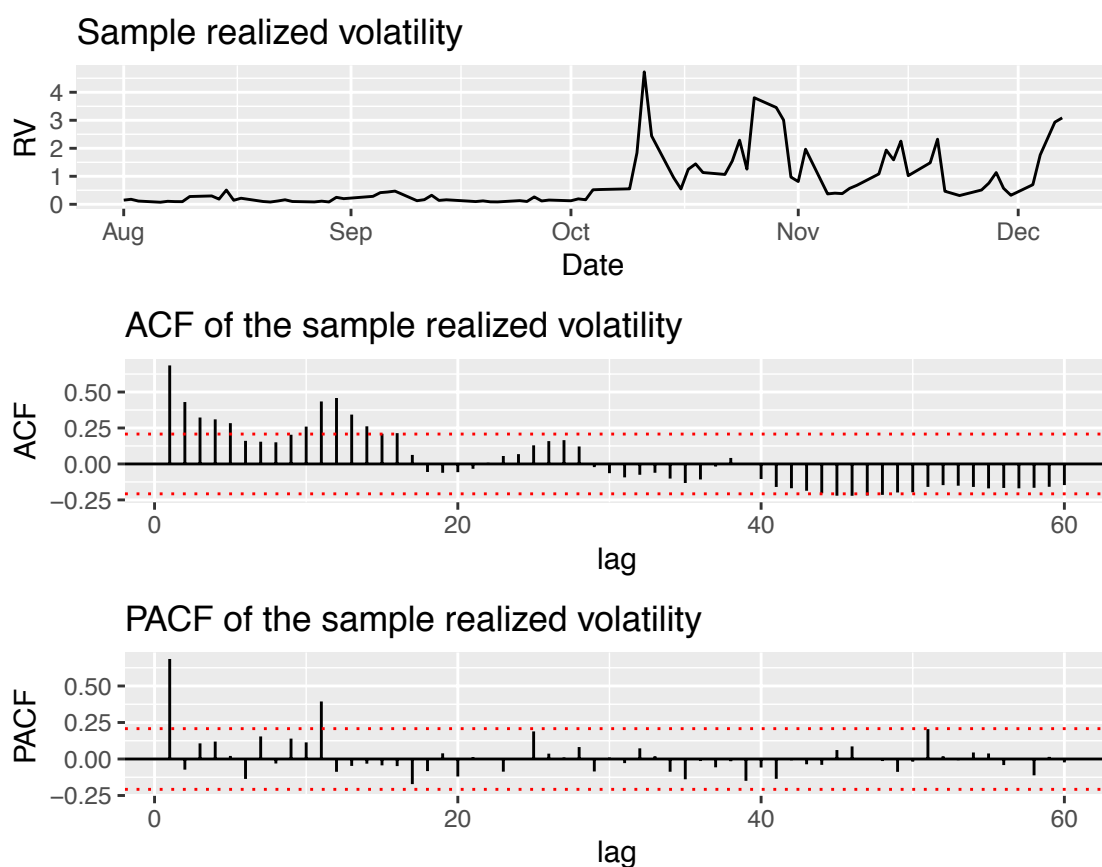 Sample realized volatility
4
3
2
1
0
RV
Aug Sep Oct Nov Dec
Date
ACF of the sample realized volatility
0.50
0.25
0.00
−0.25
ACF
0 20 40 60
lag
PACF of the sample realized volatility
0.50
0.25
0.00
−0.25
PACF
0 20 40 60
lag